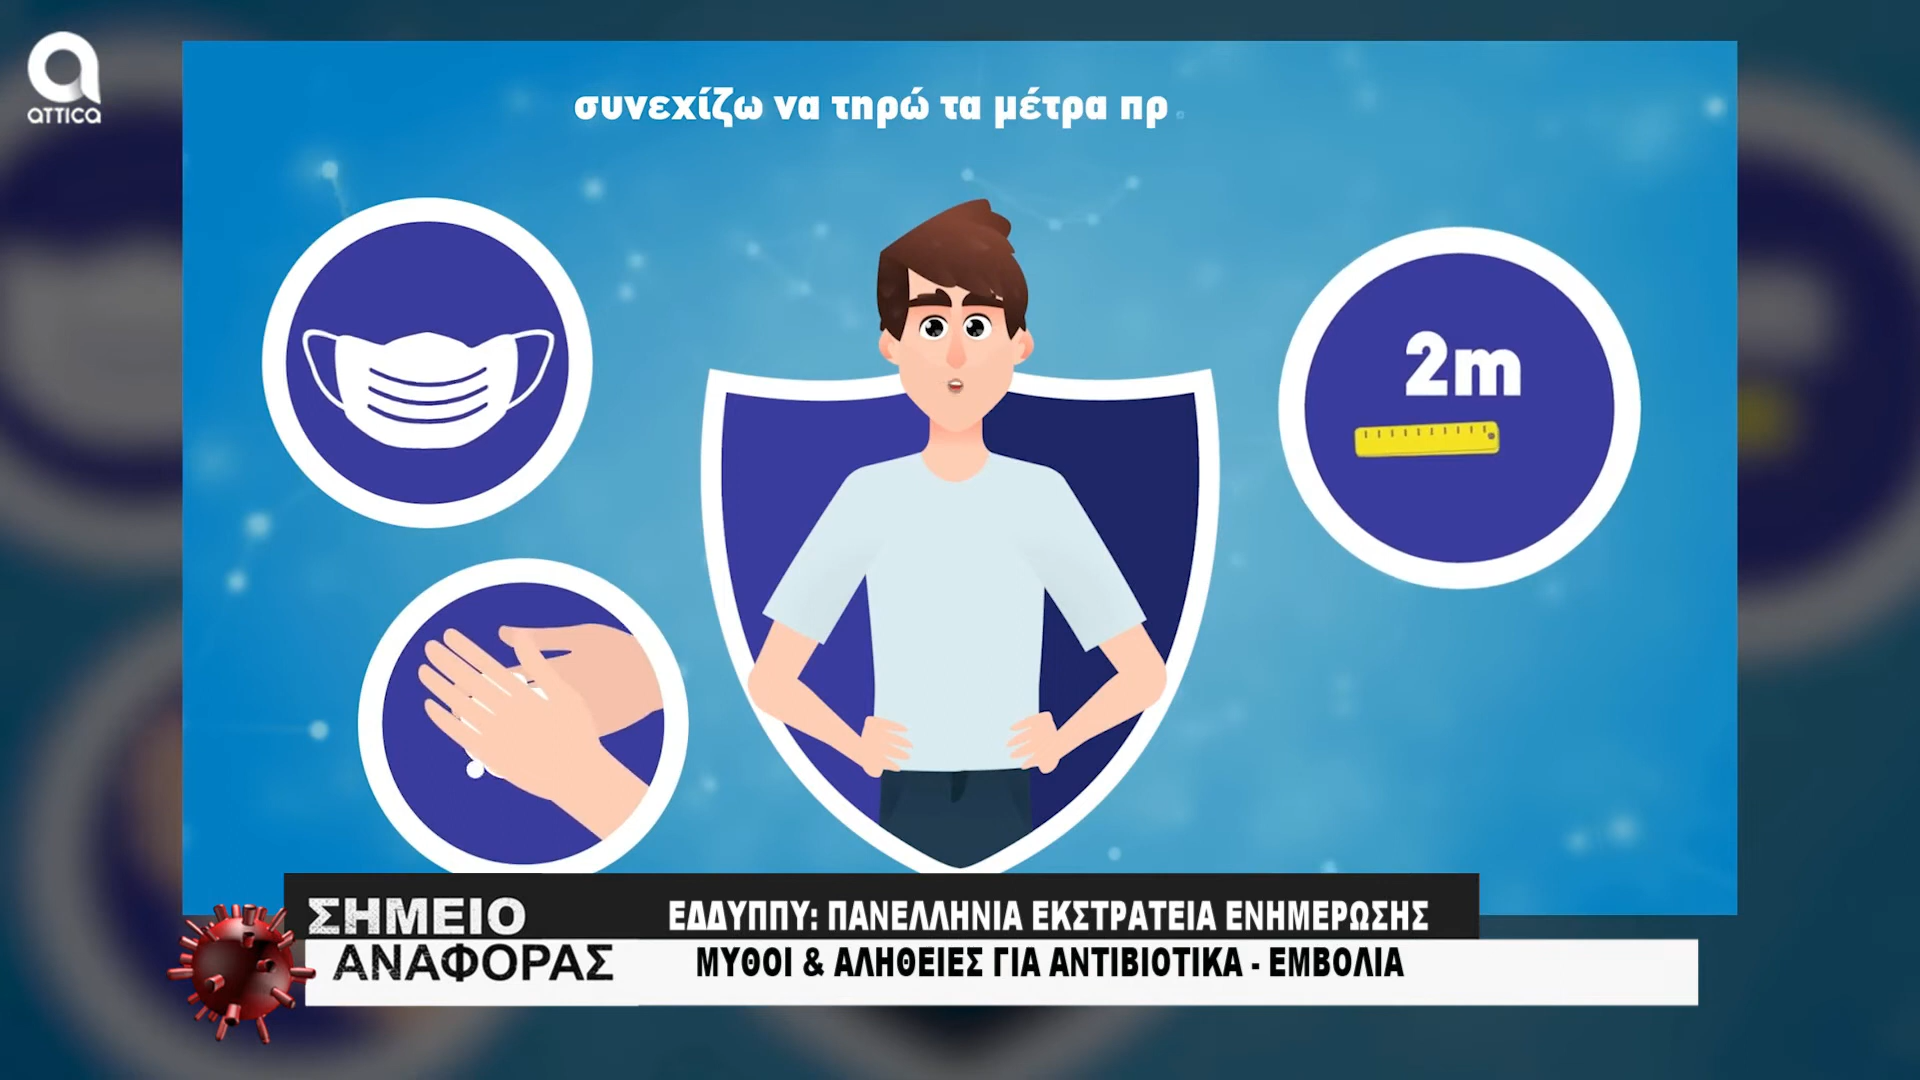 attica
συνεχίζω να τηρώ τα μέτρα πρ
2m
ΣΗΜΕΙΟ
ΑΝΑΦΟΡΑΣ
ΕΔΔΥΠΠΥ: ΠΑΝΕΛΛΗΝΙΑ ΕΚΣΤΡΑΤΕΙΑ ΕΝΗΜΕΡΩΣΗΣ
ΜΥΘΟΙ & ΑΛΗΘΕΙΕΣ ΓΙΑ ΑΝΤΙΒΙΟΤΙΚΑ - ΕΜΒΟΛΙΑ